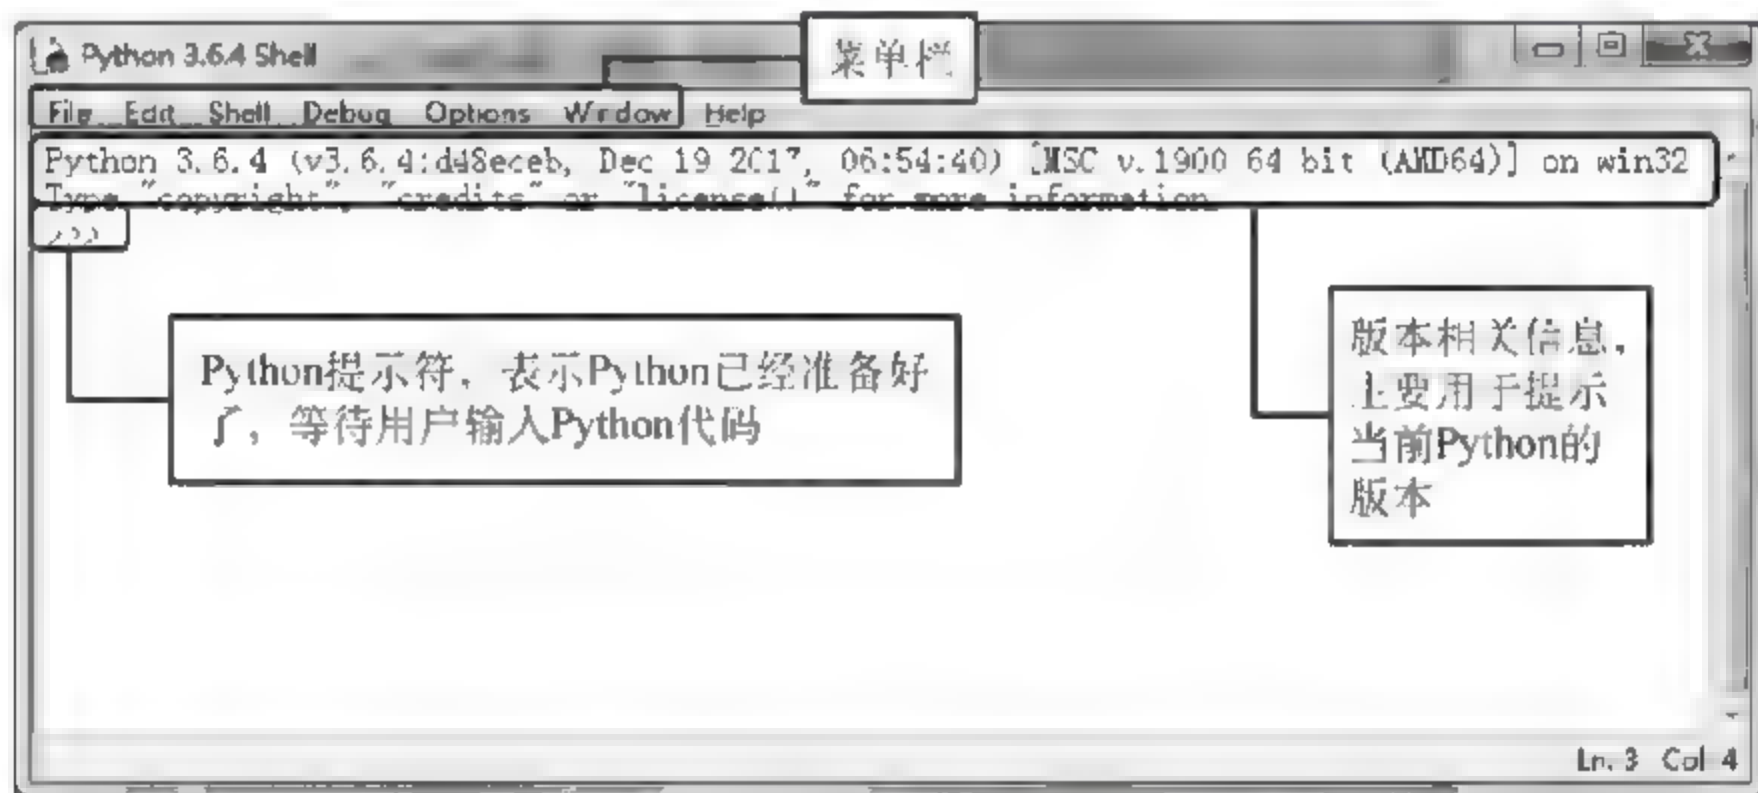 Python 3.6.4 Shell
菜单栏
File Edit Shell Debug Options Window Help
Python 3.6.4 (v3.6.4:d48eceb, Dec 19 2017, 06:54:40) [MSC v.1900 64 bit (AMD64)] on win32
Type "copyright", "credits" or "license()" for more information.
>>>
Python提示符，表示Python已经准备好
了，等待用户输入Python代码
版本相关信息，
主要用于提示
当前Python的
版本
Ln: 3 Col: 4